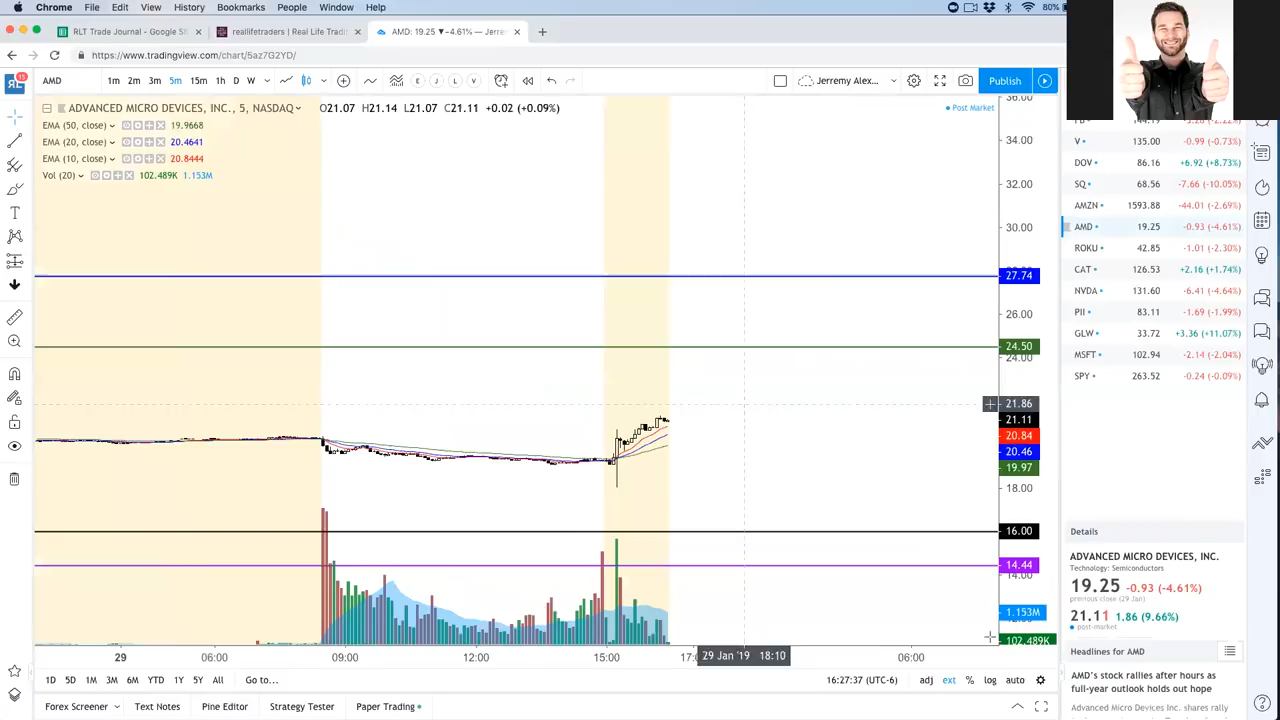 Chrome File Edit View History Bookmarks People Window Help 80%
RLT Trade Journal - Google S reallifetraders | Real Life Tradi AMD: 19.25 ▼-4.61% — Jerre
https://www.tradingview.com/chart/5az7G2YD/
RL 15 AMD 1m 2m 3m 5m 15m 1h D W Jerremy Alex... Publish
ADVANCED MICRO DEVICES, INC., 5, NASDAQ O21.07 H21.14 L21.07 C21.11 +0.02 (+0.09%)
Post Market
EMA (50, close) 19.9668
EMA (20, close) 20.4641
EMA (10, close) 20.8444
Vol (20) 102.489K 1.153M
36.00
34.00
32.00
30.00
27.74
26.00
24.50
24.00
21.86
21.11
20.84
20.46
19.97
18.00
16.00
14.44
14.00
1.153M
102.489K
29 06:00 09:00 12:00 15:00 29 Jan '19 18:10 06:00
1D 5D 1M 3M 6M YTD 1Y 5Y All Go to... 16:27:37 (UTC-6) adj ext % log auto
Forex Screener Text Notes Pine Editor Strategy Tester Paper Trading
V 135.00 -0.99 (-0.73%)
DOV 86.16 +6.92 (+8.73%)
SQ 68.56 -7.66 (-10.05%)
AMZN 1593.88 -44.01 (-2.69%)
AMD 19.25 -0.93 (-4.61%)
ROKU 42.85 -1.01 (-2.30%)
CAT 126.53 +2.16 (+1.74%)
NVDA 131.60 -6.41 (-4.64%)
PII 83.11 -1.69 (-1.99%)
GLW 33.72 +3.36 (+11.07%)
MSFT 102.94 -2.14 (-2.04%)
SPY 263.52 -0.24 (-0.09%)
Details
ADVANCED MICRO DEVICES, INC.
Technology: Semiconductors
19.25 -0.93 (-4.61%)
previous close (29 Jan)
21.11 1.86 (9.66%)
post-market
Headlines for AMD
AMD's stock rallies after hours as
full-year outlook holds out hope
Advanced Micro Devices Inc. shares rally